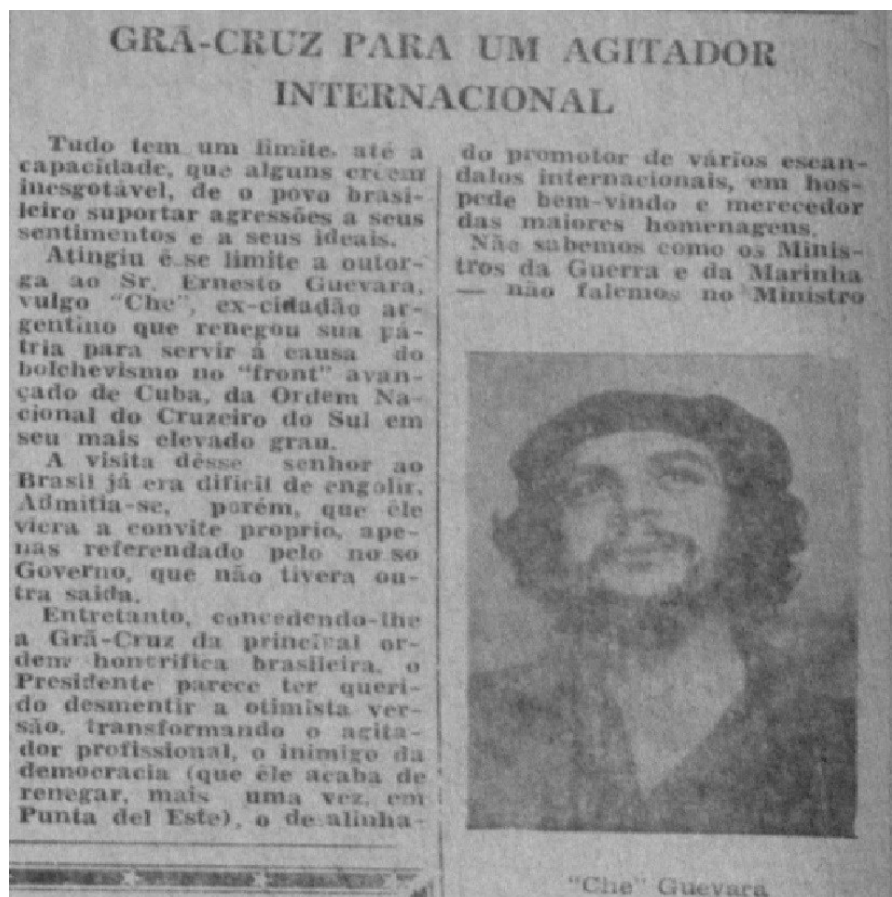 GRÃ-CRUZ PARA UM AGITADOR
INTERNACIONAL
Tudo tem um limite, até a
capacidade, que alguns crêem
inesgotável, de o povo brasi-
leiro suportar agressões a seus
sentimentos e a seus ideais.
Atingiu ê-se limite a outor-
ga ao Sr. Ernesto Guevara,
vulgo "Che", ex-cidadão ar-
gentino que renegou sua pá-
tria para servir à causa do
bolchevismo no "front" avan-
çado de Cuba, da Ordem Na-
cional do Cruzeiro do Sul em
seu mais elevado grau.
A visita dêsse senhor ao
Brasil já era dificil de engolir.
Admitia-se, porém, que êle
viera a convite proprio, ape-
nas referendado pelo nosso
Governo, que não tivera ou-
tra saida.
Entretanto, concedendo-lhe
a Grã-Cruz da principal or-
dem honorífica brasileira, o
Presidente parece ter queri-
do desmentir a otimista ver-
são, transformando o agita-
dor profissional, o inimigo da
democracia (que êle acaba de
renegar, mais uma vez, em
Punta del Este), o de alinha-
do promotor de vários escan-
dalos internacionais, em hos-
pede bem-vindo e merecedor
das maiores homenagens.
Não sabemos como os Minis-
tros da Guerra e da Marinha
— não falemos no Ministro
"Che" Guevara